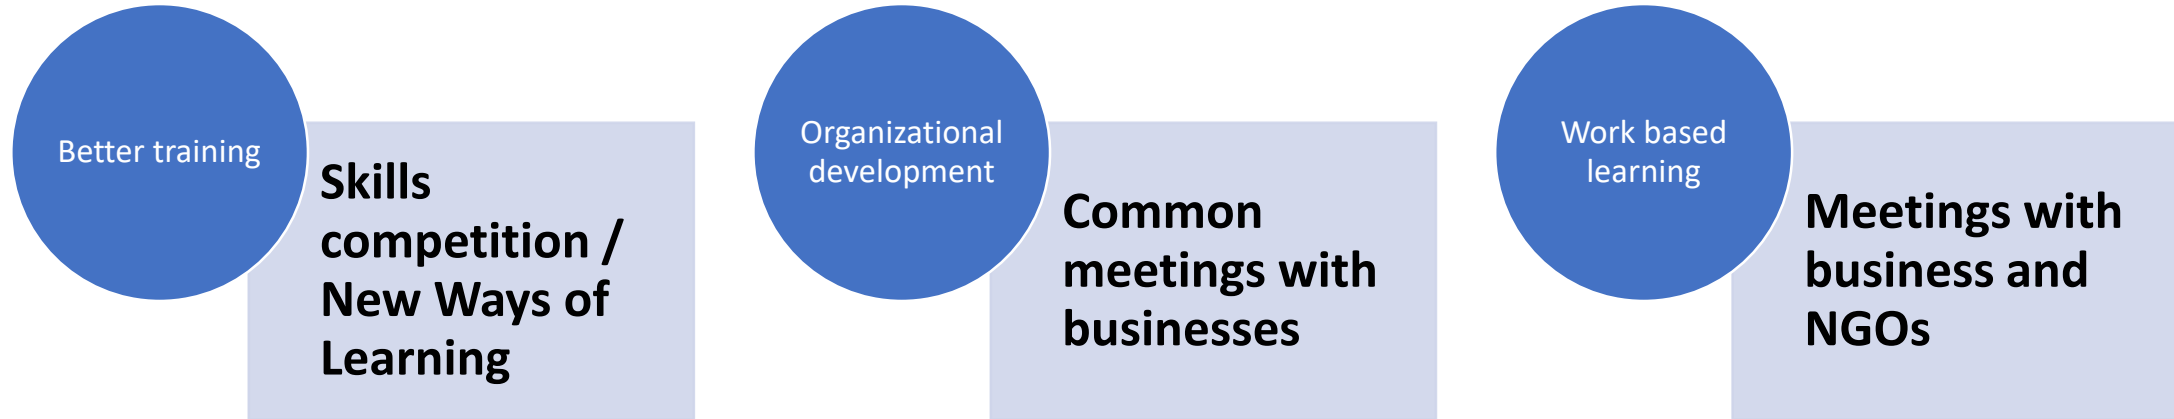 Better training
Skills
competition /
New Ways of
Learning
Organizational
development
Common
meetings with
businesses
Work based
learning
Meetings with
business and
NGOs